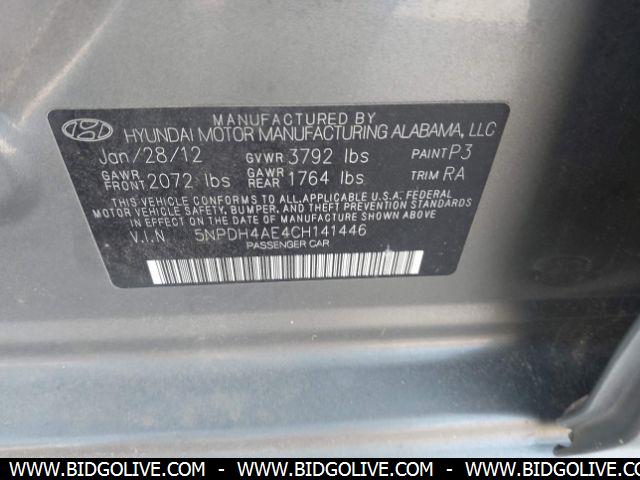 MANUFACTURED BY
HYUNDAI MOTOR MANUFACTURING ALABAMA, LLC
Jan/28/12 GVWR 3792 lbs PAINT P3
GAWR FRONT 2072 lbs GAWR REAR 1764 lbs TRIM RA
THIS VEHICLE CONFORMS TO ALL APPLICABLE U.S.A. FEDERAL
MOTOR VEHICLE SAFETY, BUMPER, AND THEFT PREVENTION STANDARDS
IN EFFECT ON THE DATE OF MANUFACTURE SHOWN ABOVE.
V.I.N 5NPDH4AE4CH141446
PASSENGER CAR
WWW.BIDGOLIVE.COM - WWW.BIDGOLIVE.COM - WWW.BIDGOLIVE.COM